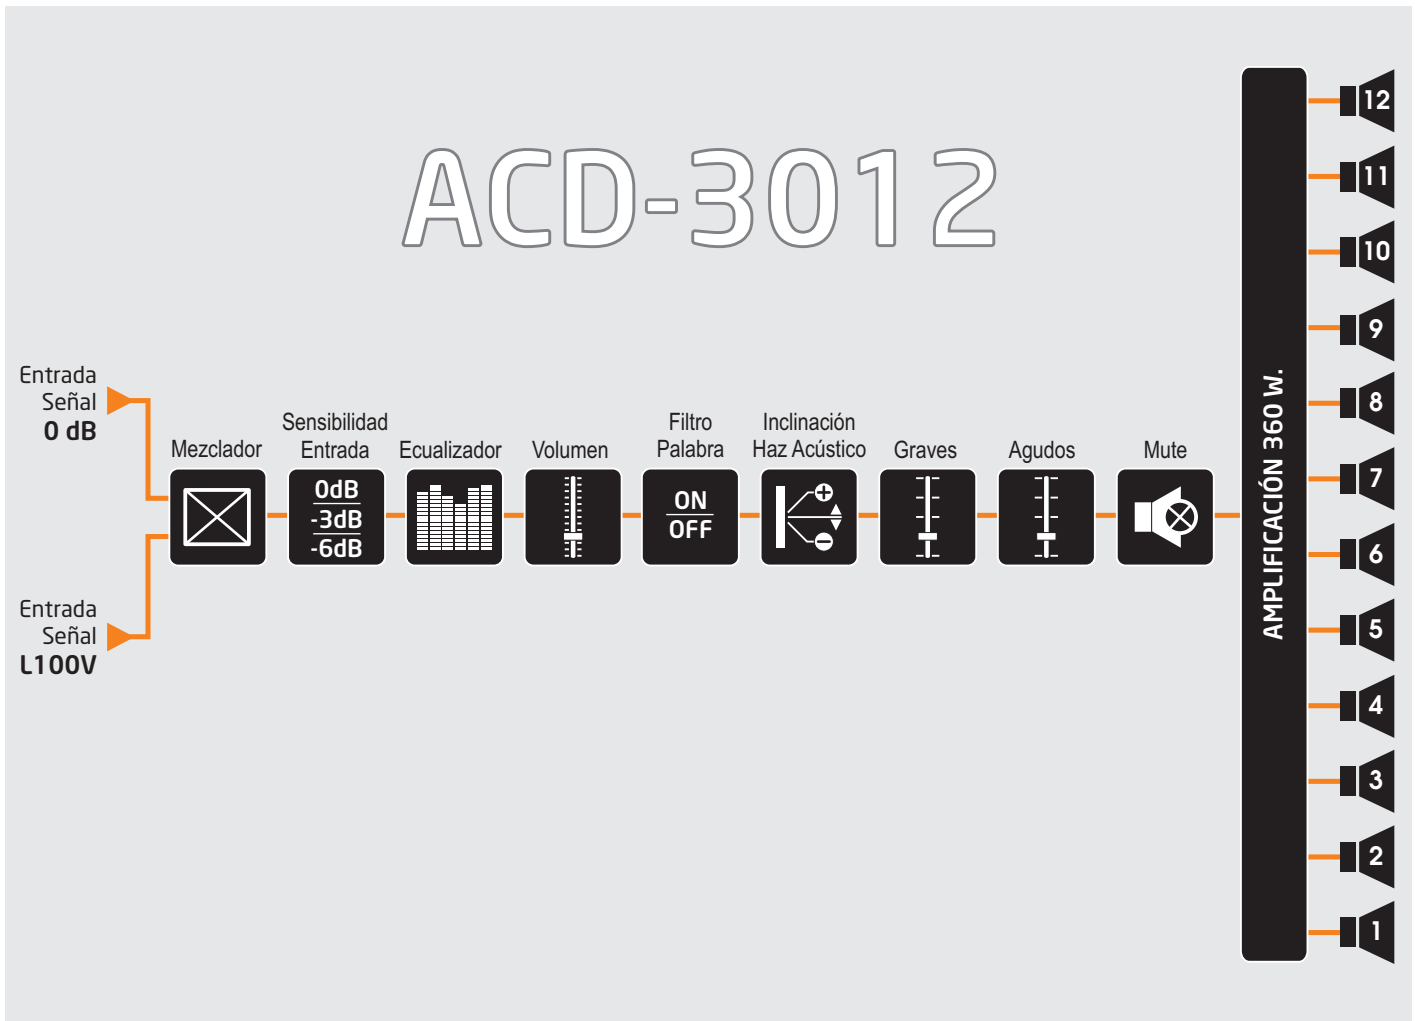 ACD-3012
Entrada
Señal
0 dB
Entrada
Señal
L100V
Mezclador
Sensibilidad
Entrada
0dB
-3dB
-6dB
Ecualizador
Volumen
Filtro
Palabra
ON
OFF
Inclinación
Haz Acústico
Graves
Agudos
Mute
AMPLIFICACIÓN 360 W.
12
11
10
9
8
7
6
5
4
3
2
1